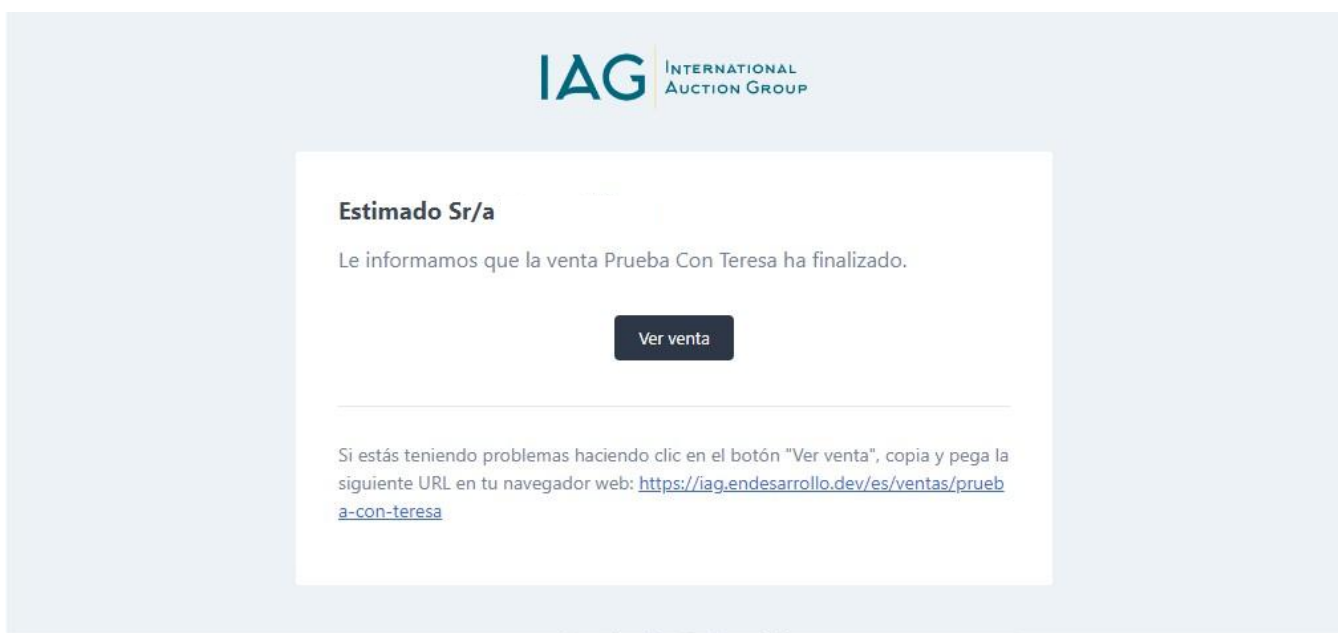 IAG INTERNATIONAL
AUCTION GROUP
Estimado Sr/a
Le informamos que la venta Prueba Con Teresa ha finalizado.
Ver venta
Si estás teniendo problemas haciendo clic en el botón "Ver venta", copia y pega la
siguiente URL en tu navegador web: https://iag.endesarrollo.dev/es/ventas/prueb
a-con-teresa